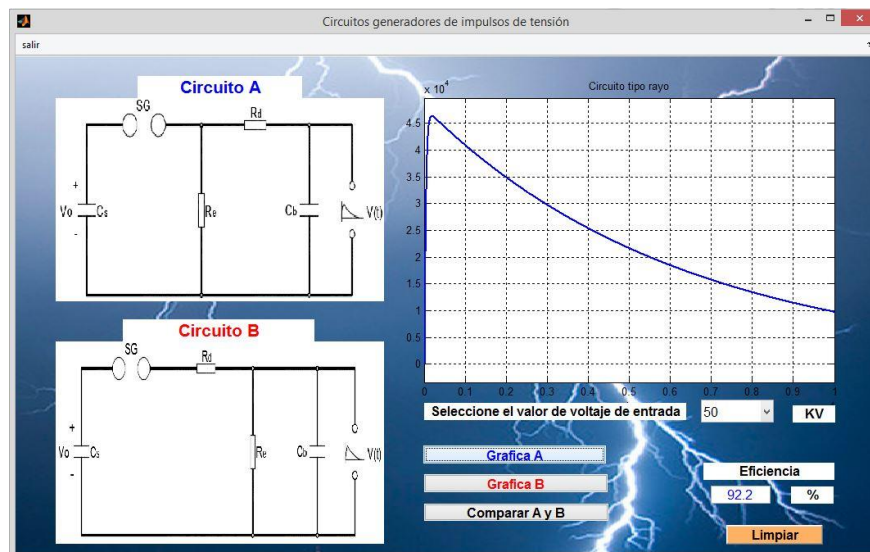 Circuitos generadores de impulsos de tensión
salir
Circuito A
SG
Rd
+
Vo
Cs
-
Re
Cb
V(t)
Circuito B
SG
Rd
+
Vo
Cs
-
Re
Cb
V(t)
x 10^4
Circuito tipo rayo
4.5
4
3.5
3
2.5
2
1.5
1
0.5
0
0 0.1 0.2 0.3 0.4 0.5 0.6 0.7 0.8 0.9 1
Seleccione el valor de voltaje de entrada
50
KV
Grafica A
Grafica B
Comparar A y B
Eficiencia
92.2
%
Limpiar